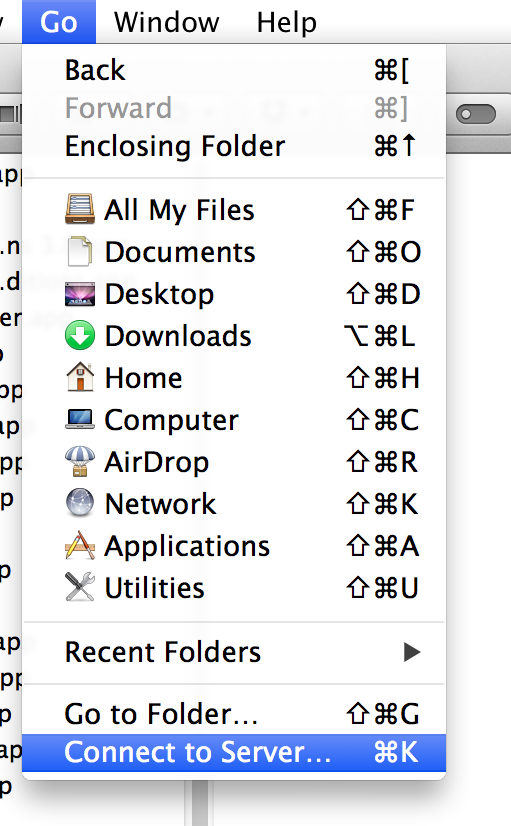 Go Window Help
Back ⌘[
Forward ⌘]
Enclosing Folder ⌘↑
All My Files ⇧⌘F
Documents ⇧⌘O
Desktop ⇧⌘D
Downloads ⌥⌘L
Home ⇧⌘H
Computer ⇧⌘C
AirDrop ⇧⌘R
Network ⇧⌘K
Applications ⇧⌘A
Utilities ⇧⌘U
Recent Folders ▶
Go to Folder… ⇧⌘G
Connect to Server… ⌘K